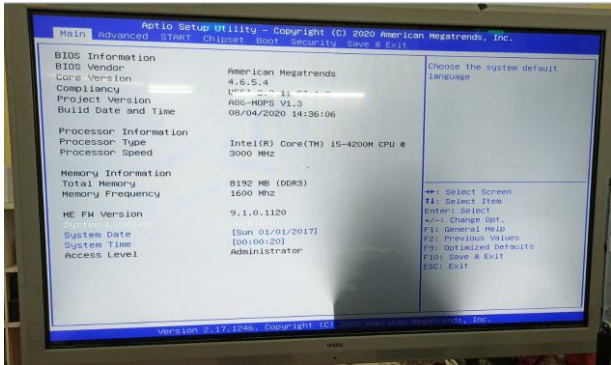 Aptio Setup Utility - Copyright (C) 2020 American Megatrends, Inc.
Main Advanced START Chipset Boot Security Save & Exit
BIOS Information
BIOS Vendor American Megatrends
Core Version 4.6.5.4
Compliancy
Project Version A86-MOPS V1.3
Build Date and Time 08/04/2020 14:36:06
Processor Information
Processor Type Intel(R) Core(TM) i5-4200M CPU @
Processor Speed 3000 MHz
Memory Information
Total Memory 8192 MB (DDR3)
Memory Frequency 1600 Mhz
ME FW Version 9.1.0.1120
System Language
System Date [Sun 01/01/2017]
System Time [00:00:20]
Access Level Administrator
Choose the system default
language
→←: Select Screen
↑↓: Select Item
Enter: Select
+/-: Change Opt.
F1: General Help
F2: Previous Values
F9: Optimized Defaults
F10: Save & Exit
ESC: Exit
Version 2.17.1246. Copyright (C) 2020 American Megatrends, Inc.